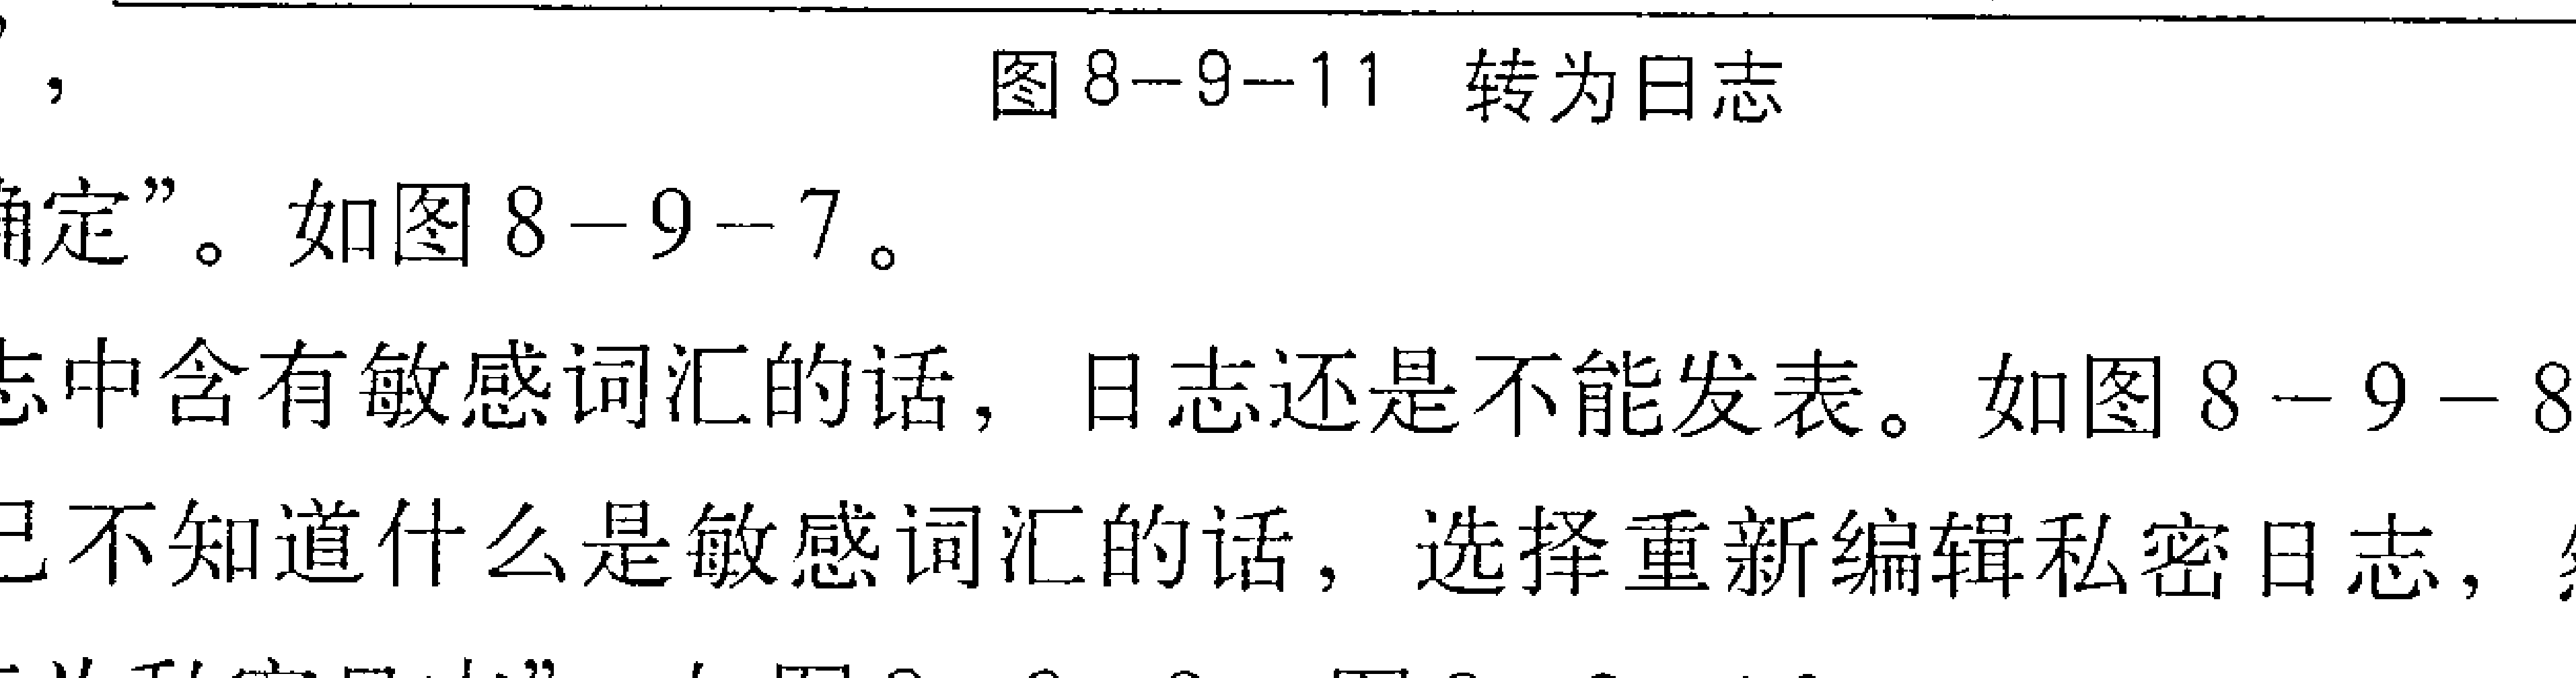 ”,
图8-9-11 转为日志
确定”。如图8-9-7。
志中含有敏感词汇的话，日志还是不能发表。如图8-9-8
己不知道什么是敏感词汇的话，选择重新编辑私密日志，